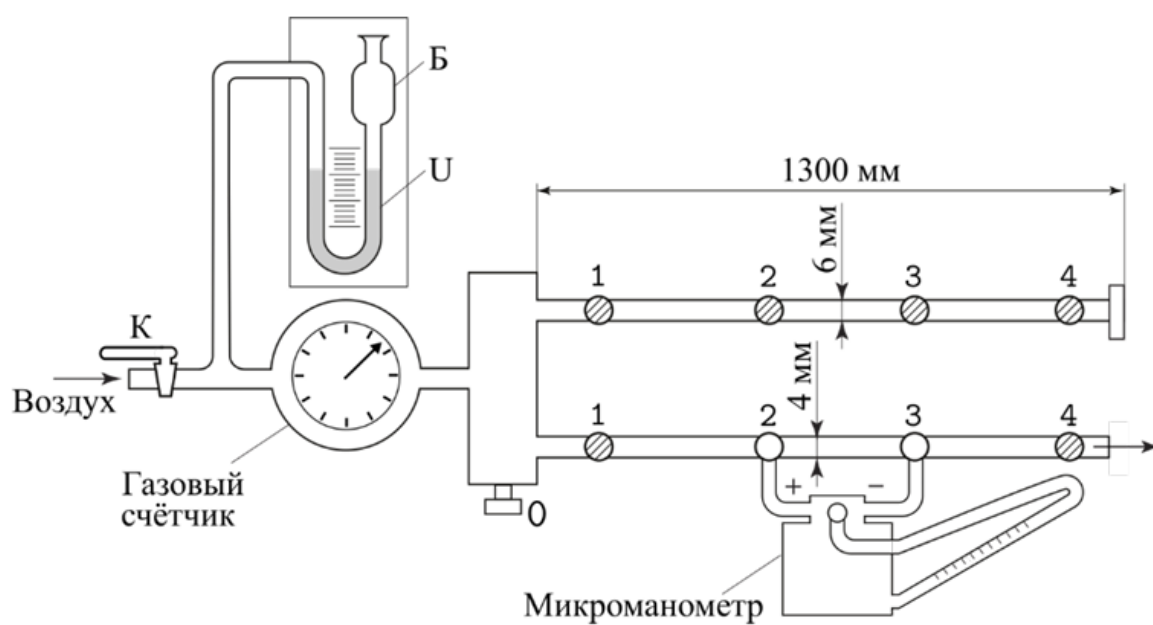 Б
U
1300 мм
6 мм
1 2 3 4
К
Воздух
4 мм
1 2 3 4
Газовый
счётчик
+ −
0
Микроманометр